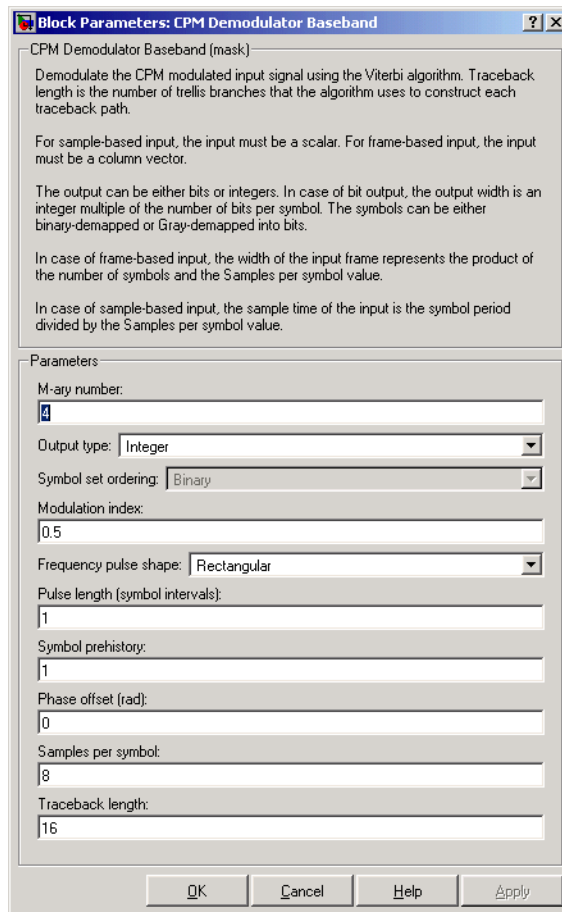 Block Parameters: CPM Demodulator Baseband
CPM Demodulator Baseband (mask)
Demodulate the CPM modulated input signal using the Viterbi algorithm. Traceback
length is the number of trellis branches that the algorithm uses to construct each
traceback path.
For sample-based input, the input must be a scalar. For frame-based input, the input
must be a column vector.
The output can be either bits or integers. In case of bit output, the output width is an
integer multiple of the number of bits per symbol. The symbols can be either
binary-demapped or Gray-demapped into bits.
In case of frame-based input, the width of the input frame represents the product of
the number of symbols and the Samples per symbol value.
In case of sample-based input, the sample time of the input is the symbol period
divided by the Samples per symbol value.
Parameters
M-ary number:
4
Output type: Integer
Symbol set ordering: Binary
Modulation index:
0.5
Frequency pulse shape: Rectangular
Pulse length (symbol intervals):
1
Symbol prehistory:
1
Phase offset (rad):
0
Samples per symbol:
8
Traceback length:
16
OK Cancel Help Apply